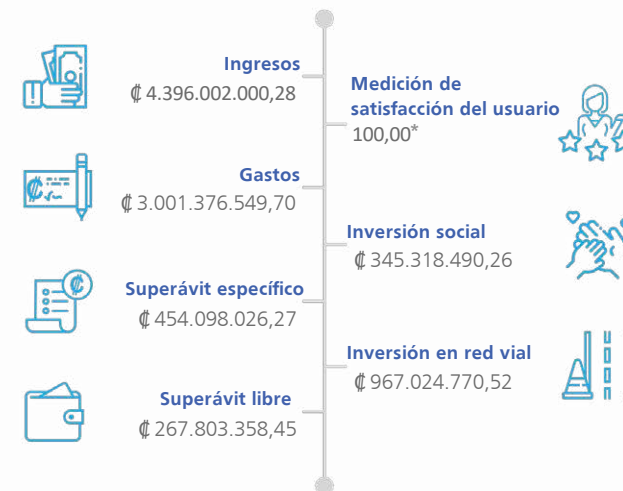 Ingresos
₡ 4.396.002.000,28
Medición de
satisfacción del usuario
100,00*
Gastos
₡ 3.001.376.549,70
Inversión social
₡ 345.318.490,26
Superávit específico
₡ 454.098.026,27
Inversión en red vial
₡ 967.024.770,52
Superávit libre
₡ 267.803.358,45